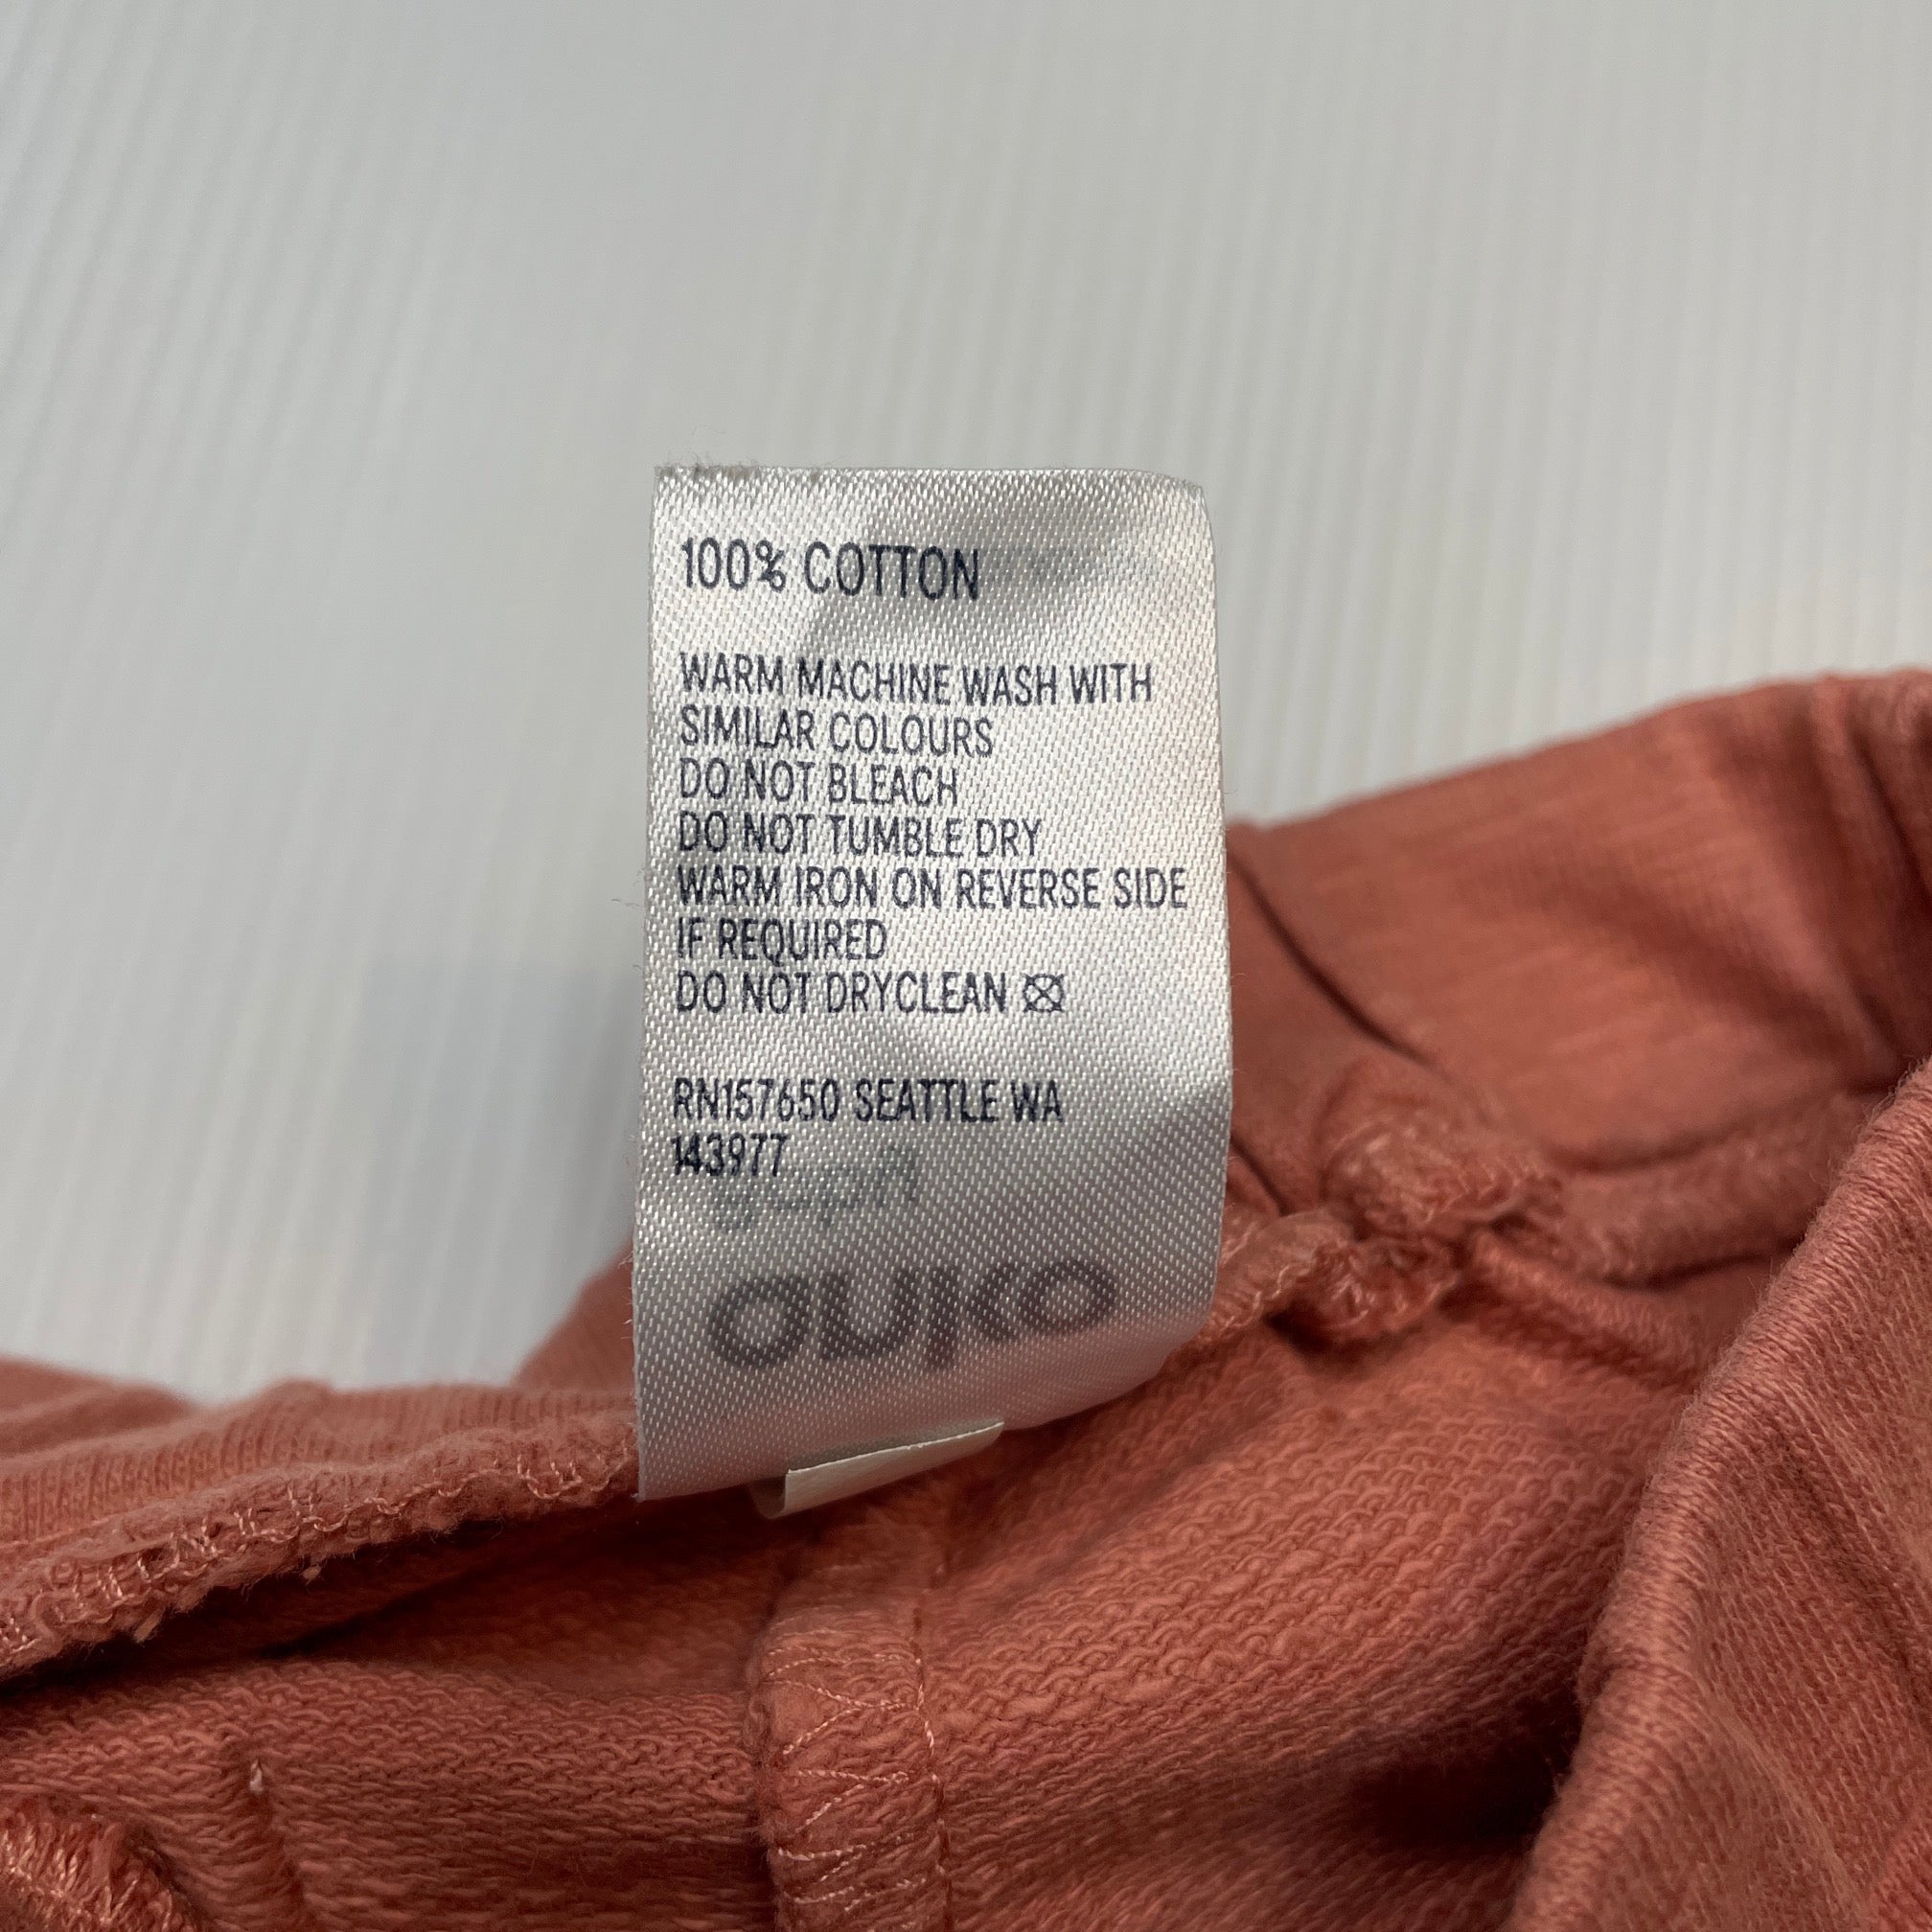 100% COTTON
WARM MACHINE WASH WITH
SIMILAR COLOURS
DO NOT BLEACH
DO NOT TUMBLE DRY
WARM IRON ON REVERSE SIDE
IF REQUIRED
DO NOT DRYCLEAN
RN157650 SEATTLE WA
143977